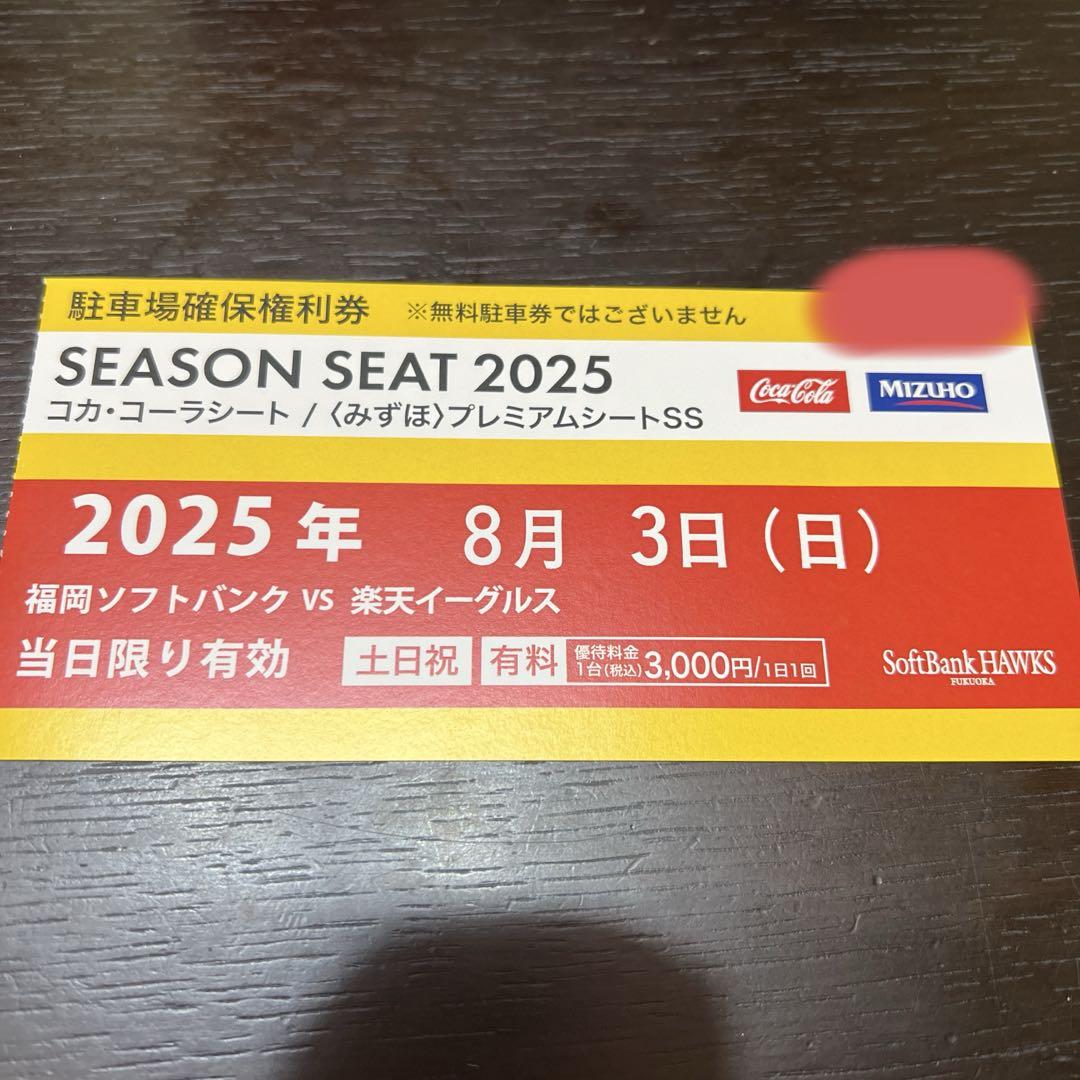 駐車場確保権利券 ※無料駐車券ではございません
SEASON SEAT 2025
コカ・コーラシート / 〈みずほ〉プレミアムシートSS
Coca-Cola MIZUHO
2025年 8月 3日(日)
福岡ソフトバンク VS 楽天イーグルス
当日限り有効 土日祝 有料 優待料金 1台(税込) 3,000円/1日1回
SoftBank HAWKS
FUKUOKA